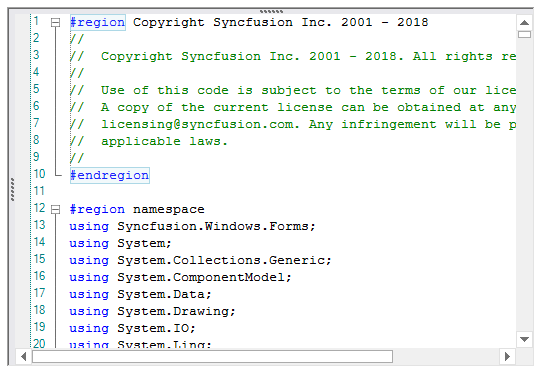 1 #region Copyright Syncfusion Inc. 2001 - 2018
2 //
3 //  Copyright Syncfusion Inc. 2001 - 2018. All rights re
4 //
5 //  Use of this code is subject to the terms of our lice
6 //  A copy of the current license can be obtained at any
7 //  licensing@syncfusion.com. Any infringement will be p
8 //  applicable laws.
9 //
10 #endregion
11
12 #region namespace
13 using Syncfusion.Windows.Forms;
14 using System;
15 using System.Collections.Generic;
16 using System.ComponentModel;
17 using System.Data;
18 using System.Drawing;
19 using System.IO;
20 using System.Linq;